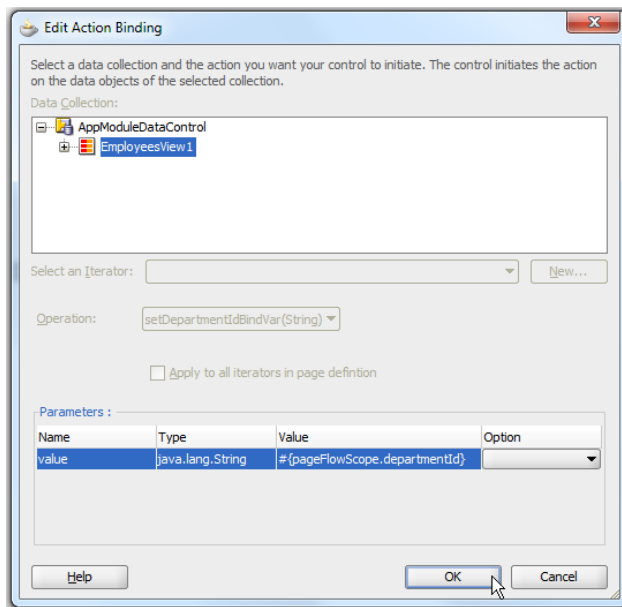 Edit Action Binding
Select a data collection and the action you want your control to initiate. The control initiates the action
on the data objects of the selected collection.
Data Collection:
AppModuleDataControl
EmployeesView1
Select an Iterator: New...
Operation: setDepartmentIdBindVar(String)
Apply to all iterators in page defintion
Parameters :
Name Type Value Option
value java.lang.String #{pageFlowScope.departmentId}
Help OK Cancel